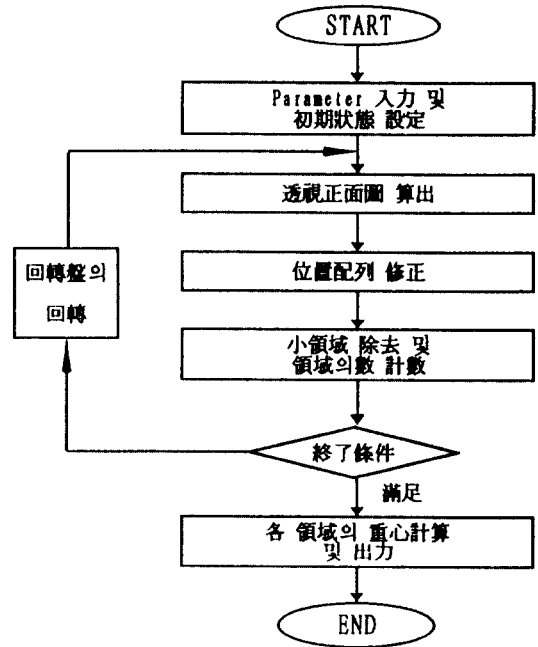 START
Parameter 入力 및
初期狀態 設定
透視正面圖 算出
回轉盤의
回轉
位置配列 修正
小領域 除去 및
領域의數 計數
終了條件
滿足
各 領域의 重心計算
및 出力
END